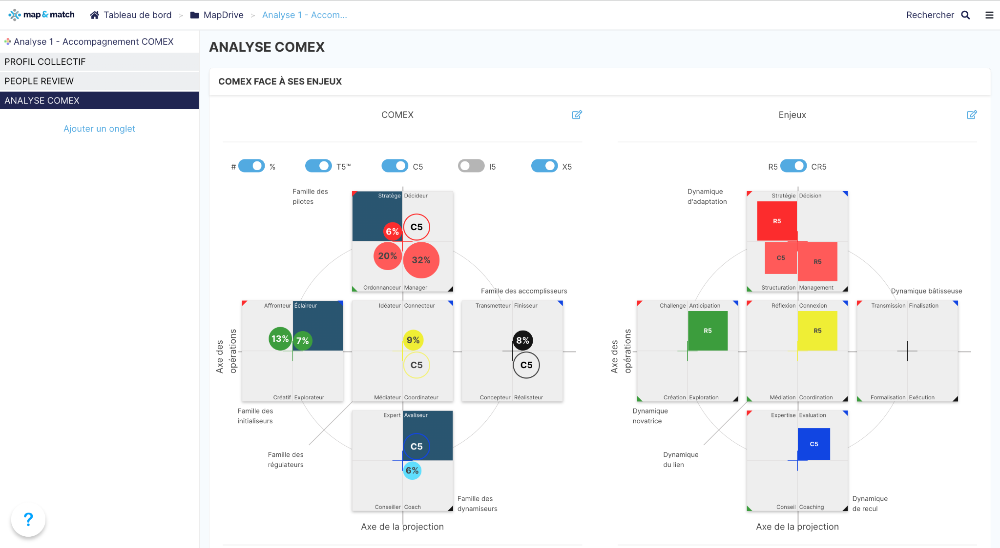 map&match
Tableau de bord > MapDrive > Analyse 1 - Accom...
Rechercher
Analyse 1 - Accompagnement COMEX
PROFIL COLLECTIF
PEOPLE REVIEW
ANALYSE COMEX
Ajouter un onglet
?
ANALYSE COMEX
COMEX FACE À SES ENJEUX
COMEX
# %
T5™
C5
I5
X5
Famille des
pilotes
Stratège Décideur
6% C5
20% 32%
Ordonnanceur Manager
Famille des accomplisseurs
Affronteur Éclaireur
13% 7%
Créatif Explorateur
Idéateur Connecteur
9%
C5
Médiateur Coordinateur
Transmetteur Finisseur
8%
C5
Concepteur Réalisateur
Axe des
opérations
Famille des
initialiseurs
Famille des
régulateurs
Expert Avaliseur
C5
6%
Conseiller Coach
Famille des
dynamiseurs
Axe de la projection
Enjeux
R5 CR5
Dynamique
d'adaptation
Stratégie Décision
R5
C5 R5
Structuration Management
Dynamique bâtisseuse
Challenge Anticipation
R5
Création Exploration
Réflexion Connexion
R5
Médiation Coordination
Transmission Finalisation
Formalisation Exécution
Axe des
opérations
Dynamique
novatrice
Dynamique
du lien
Expertise Evaluation
C5
Conseil Coaching
Dynamique
de recul
Axe de la projection